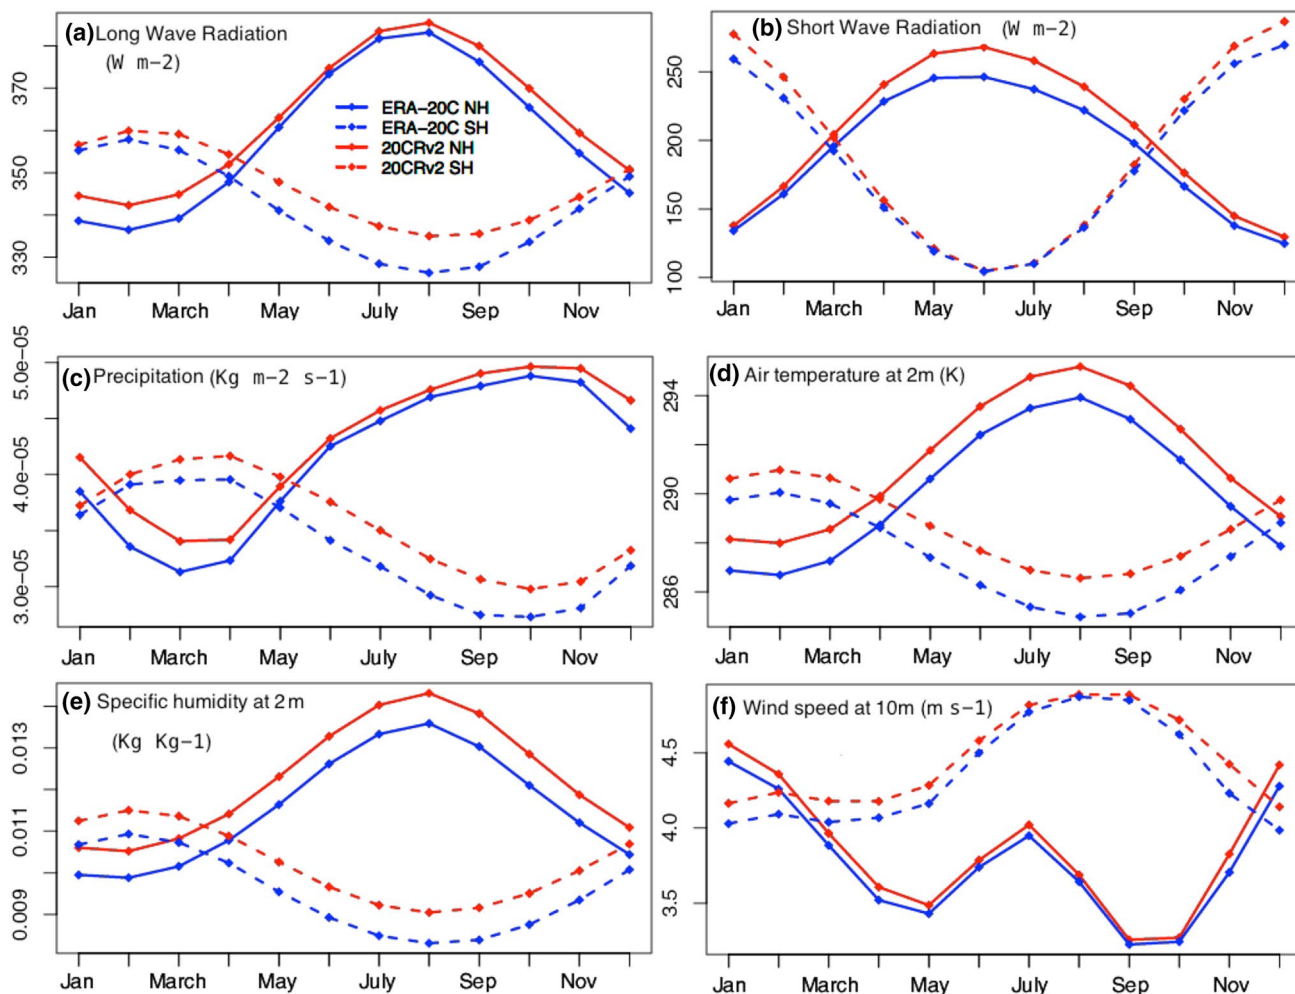 (a) Long Wave Radiation
(W m-2)
370
350
330
ERA-20C NH
ERA-20C SH
20CRv2 NH
20CRv2 SH
Jan March May July Sep Nov
(b) Short Wave Radiation (W m-2)
250
200
150
100
Jan March May July Sep Nov
(c) Precipitation (Kg m-2 s-1)
5.0e-05
4.0e-05
3.0e-05
Jan March May July Sep Nov
(d) Air temperature at 2m (K)
294
290
286
Jan March May July Sep Nov
(e) Specific humidity at 2m
(Kg Kg-1)
0.013
0.011
0.009
Jan March May July Sep Nov
(f) Wind speed at 10m (m s-1)
4.5
4.0
3.5
Jan March May July Sep Nov